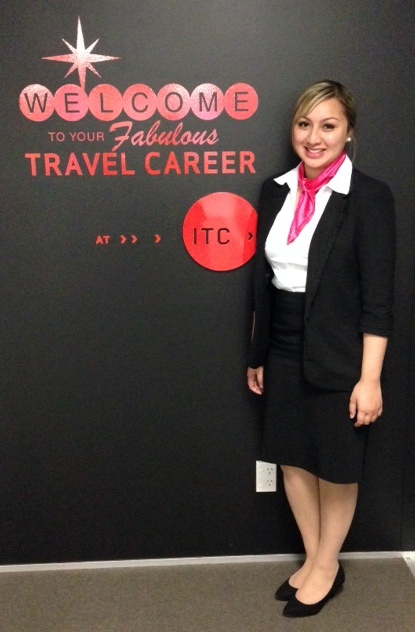 WELCOME
TO YOUR Fabulous
TRAVEL CAREER
AT >> > ITC >